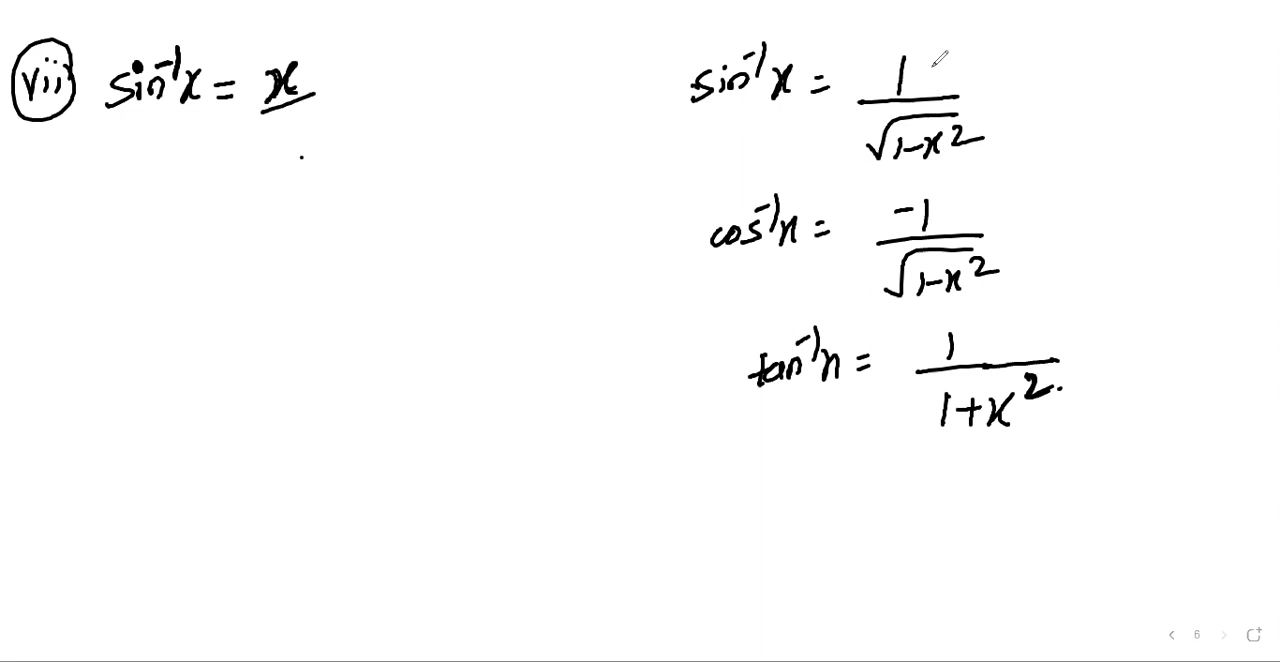 vii) sin⁻¹x = x
sin⁻¹x = 1/√(1-x²)
cos⁻¹x = -1/√(1-x²)
tan⁻¹x = 1/(1+x²).
6